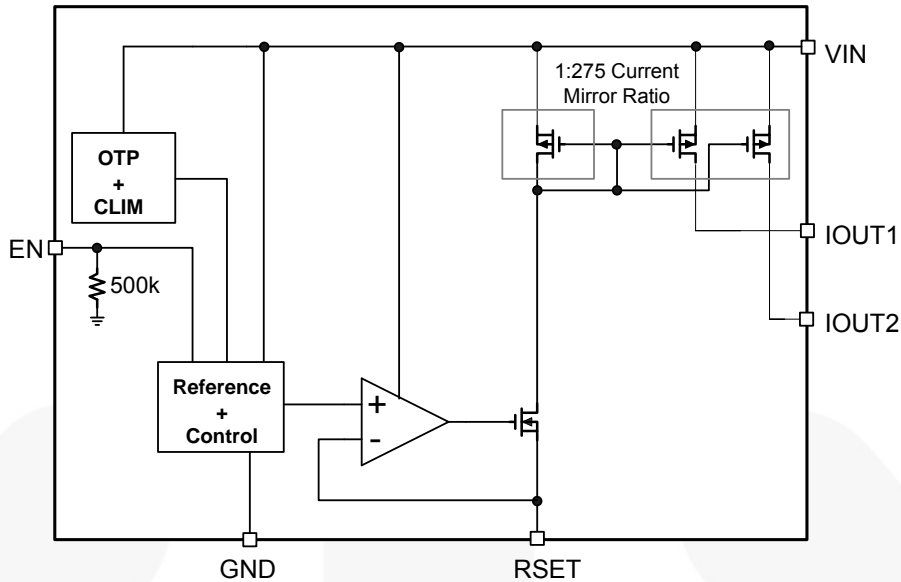 VIN
1:275 Current
Mirror Ratio
OTP
+
CLIM
EN
500k
IOUT1
IOUT2
Reference
+
Control
+
-
GND
RSET